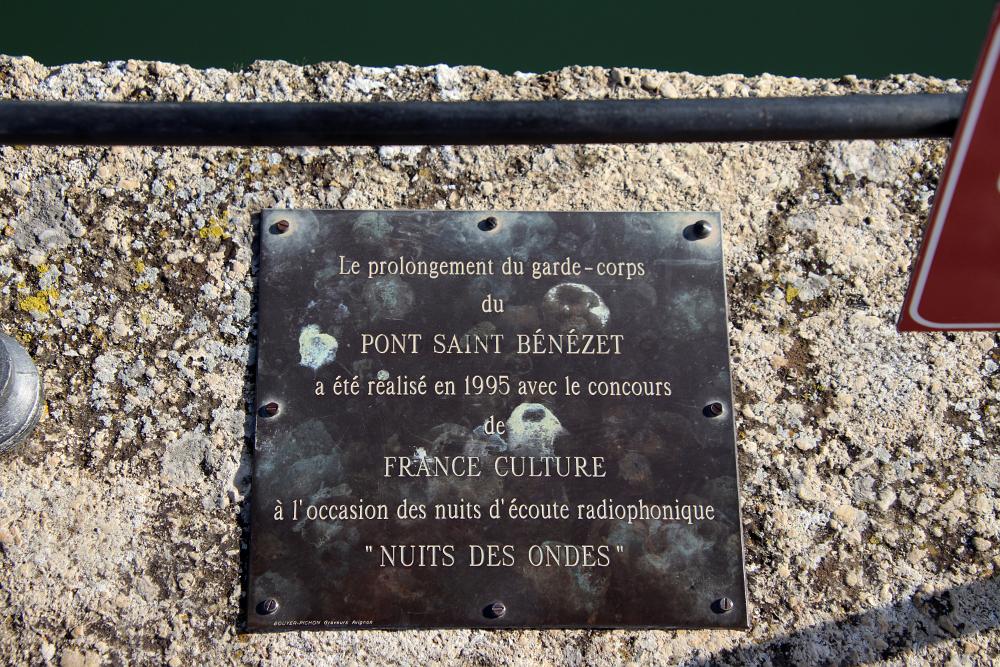 Le prolongement du garde-corps
du
PONT SAINT BÉNÉZET
a été réalisé en 1995 avec le concours
de
FRANCE CULTURE
à l'occasion des nuits d'écoute radiophonique
"NUITS DES ONDES"
BOUYER-PICHON Graveurs Avignon